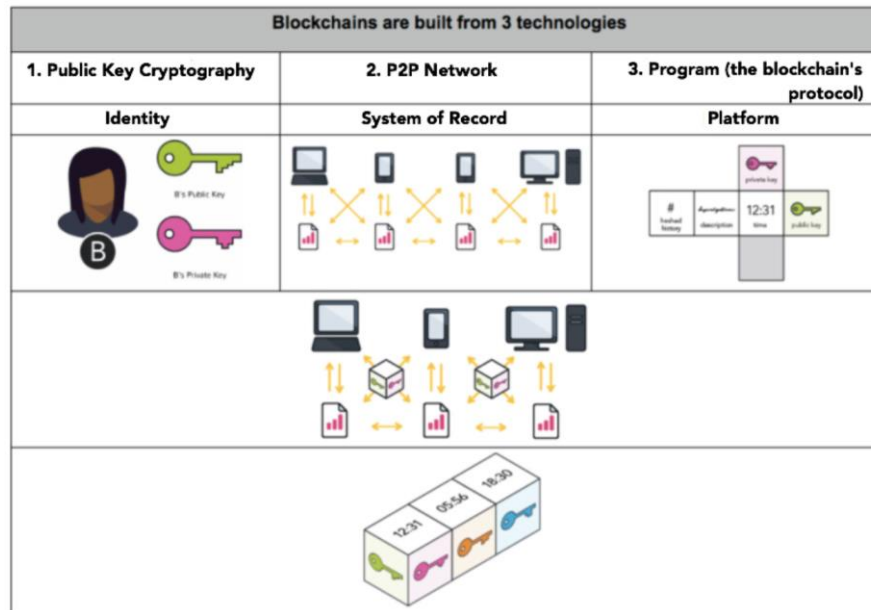 Blockchains are built from 3 technologies
1. Public Key Cryptography
2. P2P Network
3. Program (the blockchain's
protocol)
Identity
System of Record
Platform
B's Public Key
B
B's Private Key
private key
#
hashed
history
description
12:31
time
public key
12:31
05:56
18:30